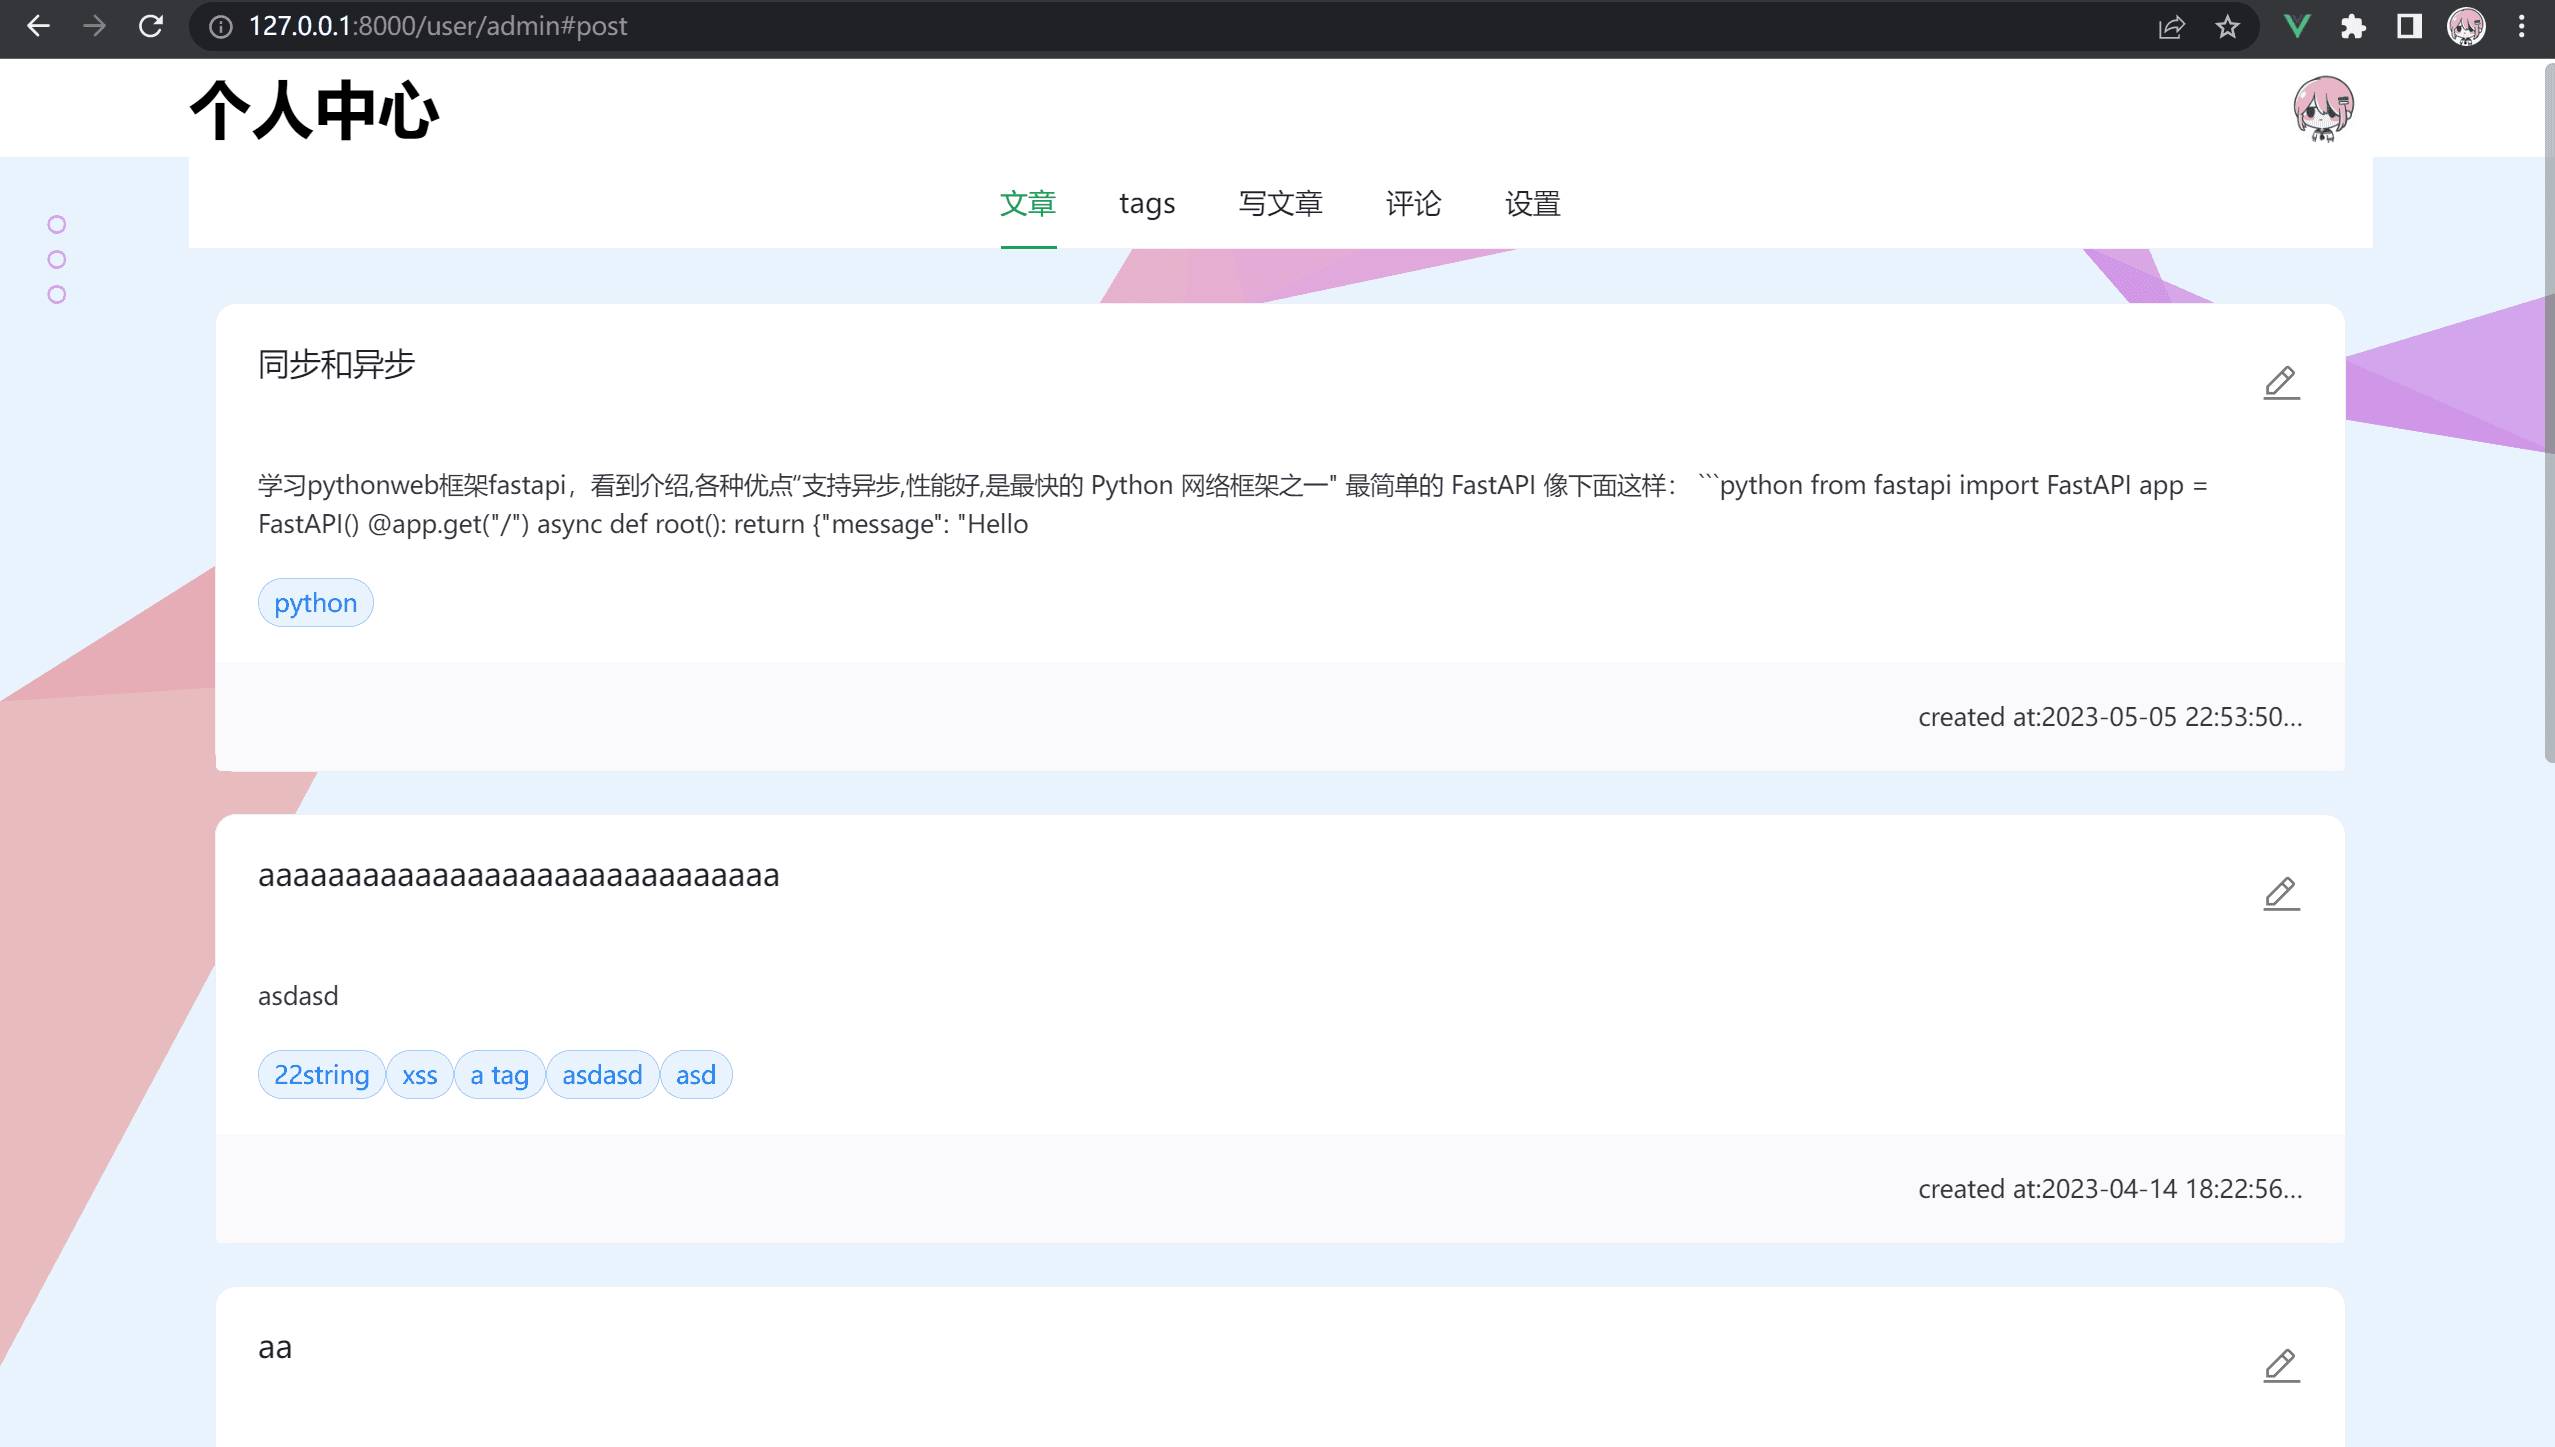 127.0.0.1:8000/user/admin#post
个人中心
文章 tags 写文章 评论 设置
同步和异步
学习pythonweb框架fastapi，看到介绍,各种优点“支持异步,性能好,是最快的 Python 网络框架之一" 最简单的 FastAPI 像下面这样： ```python from fastapi import FastAPI app =
FastAPI() @app.get("/") async def root(): return {"message": "Hello
python
created at:2023-05-05 22:53:50...
aaaaaaaaaaaaaaaaaaaaaaaaaaaaaa
asdasd
22string xss a tag asdasd asd
created at:2023-04-14 18:22:56...
aa